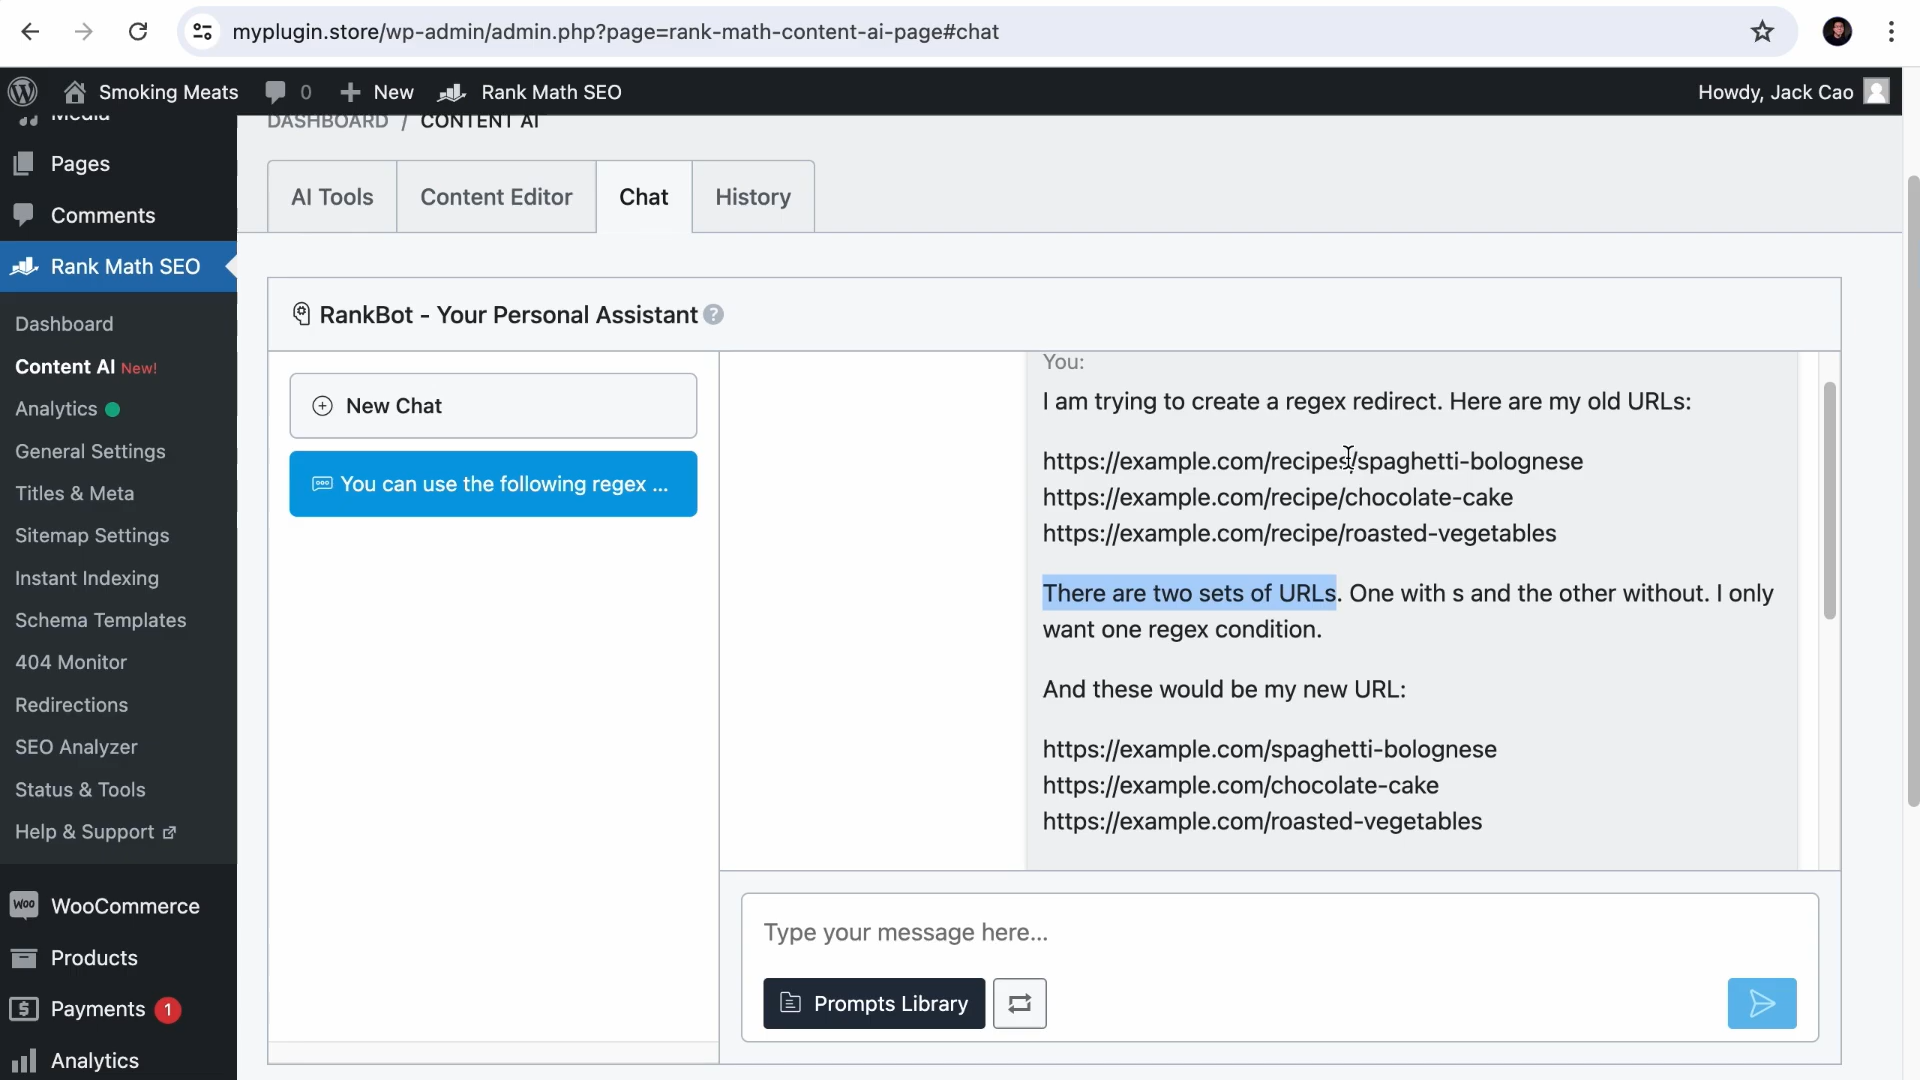 myplugin.store/wp-admin/admin.php?page=rank-math-content-ai-page#chat
Smoking Meats
0
New
Rank Math SEO
Howdy, Jack Cao
Media
Pages
Comments
Rank Math SEO
Dashboard
Content AI New!
Analytics
General Settings
Titles & Meta
Sitemap Settings
Instant Indexing
Schema Templates
404 Monitor
Redirections
SEO Analyzer
Status & Tools
Help & Support
Woo WooCommerce
Products
Payments 1
Analytics
DASHBOARD / CONTENT AI
AI Tools
Content Editor
Chat
History
RankBot - Your Personal Assistant ?
New Chat
You can use the following regex ...
You:
I am trying to create a regex redirect. Here are my old URLs:
https://example.com/recipes/spaghetti-bolognese
https://example.com/recipe/chocolate-cake
https://example.com/recipe/roasted-vegetables
There are two sets of URLs. One with s and the other without. I only
want one regex condition.
And these would be my new URL:
https://example.com/spaghetti-bolognese
https://example.com/chocolate-cake
https://example.com/roasted-vegetables
Type your message here...
Prompts Library